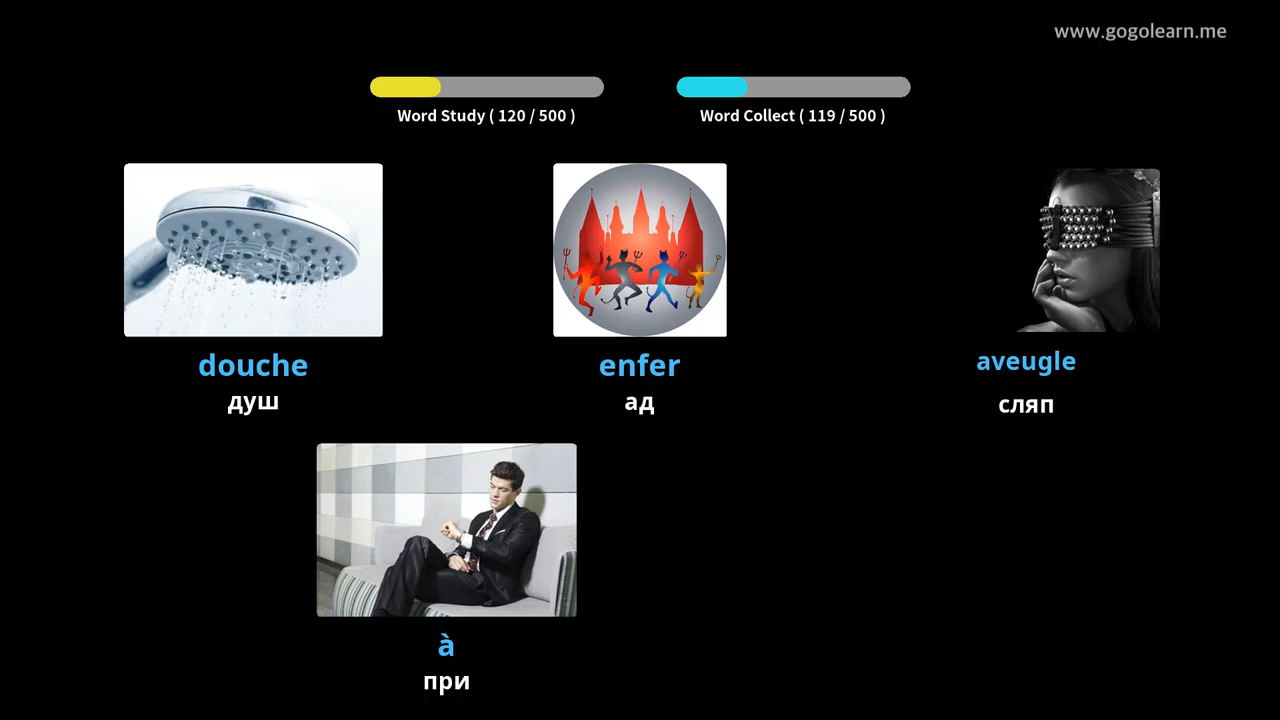 www.gogolearn.me
Word Study ( 120 / 500 )
Word Collect ( 119 / 500 )
douche
душ
enfer
ад
aveugle
сляп
à
при